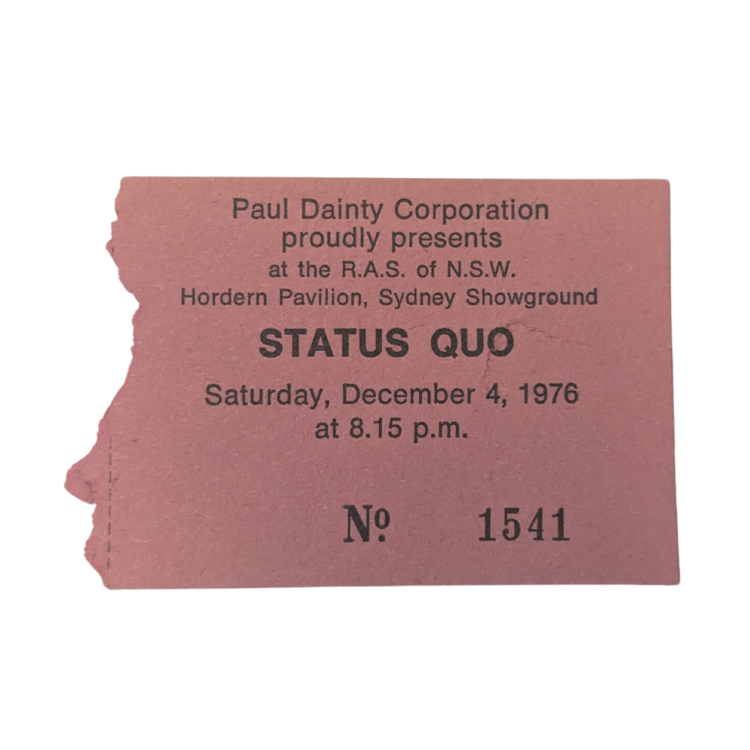 Paul Dainty Corporation
proudly presents
at the R.A.S. of N.S.W.
Hordern Pavilion, Sydney Showground
STATUS QUO
Saturday, December 4, 1976
at 8.15 p.m.
Nº 1541